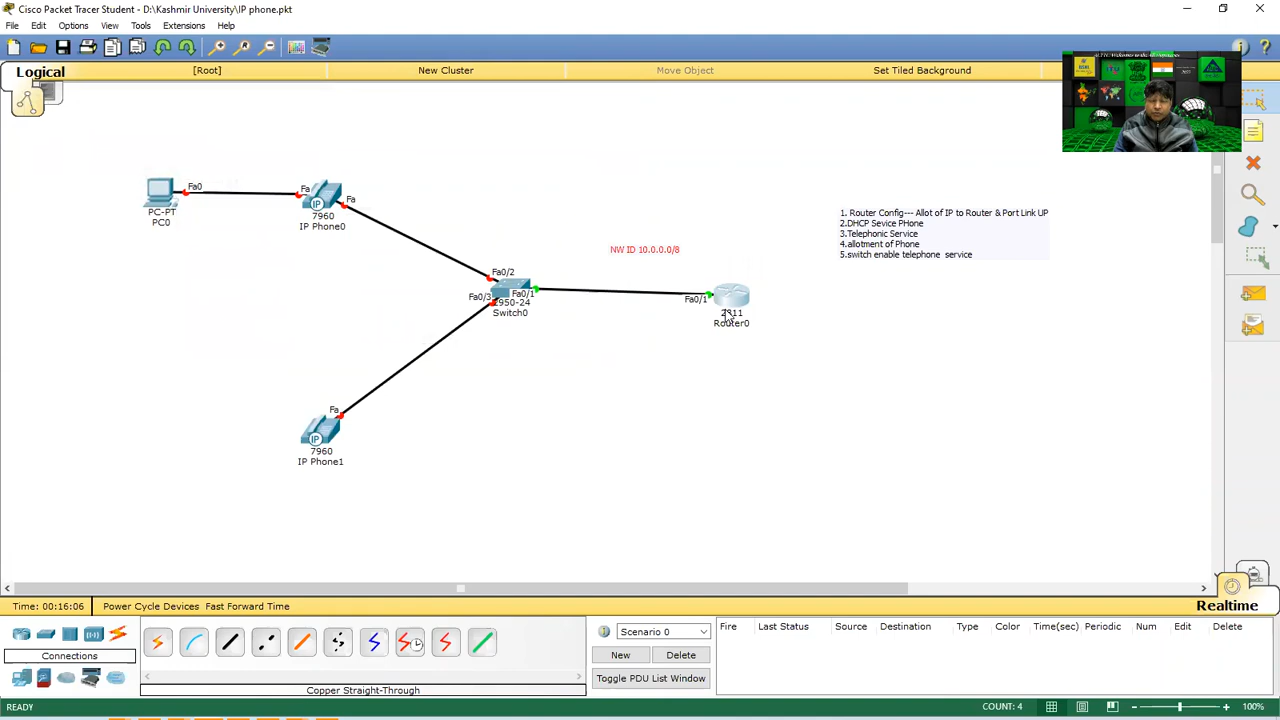 Cisco Packet Tracer Student - D:\Kashmir University\IP phone.pkt
File Edit Options View Tools Extensions Help
Logical [Root] New Cluster Move Object Set Tiled Background
PC-PT
PC0
Fa0
Fa
IP
7960
IP Phone0
Fa
Fa0/2
Fa0/3
Fa0/1
2950-24
Switch0
NW ID 10.0.0.0/8
Fa0/1
Router0
Fa
IP
7960
IP Phone1
1. Router Config--- Allot of IP to Router & Port Link UP
2.DHCP Sevice PHone
3.Telephonic Service
4.allotment of Phone
5.switch enable telephone service
Time: 00:16:06 Power Cycle Devices Fast Forward Time
Realtime
Connections
Copper Straight-Through
Scenario 0
New Delete
Toggle PDU List Window
Fire Last Status Source Destination Type Color Time(sec) Periodic Num Edit Delete
READY
COUNT: 4
100%